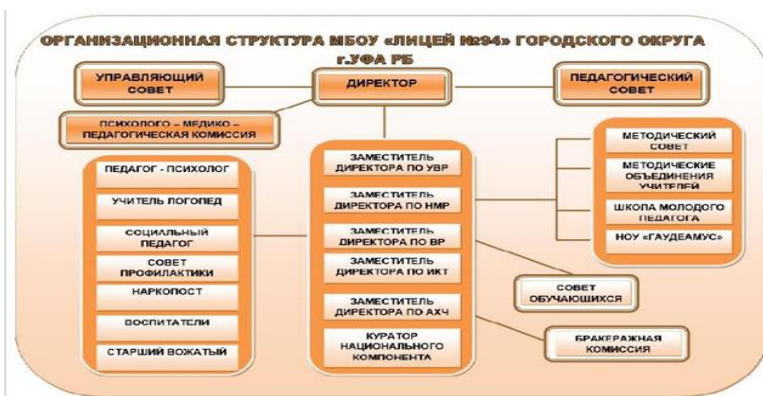 ОРГАНИЗАЦИОННАЯ СТРУКТУРА МБОУ «ЛИЦЕЙ №94» ГОРОДСКОГО ОКРУГА
г.УФА РБ
УПРАВЛЯЮЩИЙ
СОВЕТ
ДИРЕКТОР
ПЕДАГОГИЧЕСКИЙ
СОВЕТ
ПСИХОЛОГО – МЕДИКО –
ПЕДАГОГИЧЕСКАЯ КОМИССИЯ
ПЕДАГОГ - ПСИХОЛОГ
УЧИТЕЛЬ ЛОГОПЕД
СОЦИАЛЬНЫЙ
ПЕДАГОГ
СОВЕТ
ПРОФИЛАКТИКИ
НАРКОПОСТ
ВОСПИТАТЕЛИ
СТАРШИЙ ВОЖАТЫЙ
ЗАМЕСТИТЕЛЬ
ДИРЕКТОРА ПО УВР
ЗАМЕСТИТЕЛЬ
ДИРЕКТОРА ПО НМР
ЗАМЕСТИТЕЛЬ
ДИРЕКТОРА ПО ВР
ЗАМЕСТИТЕЛЬ
ДИРЕКТОРА ПО ИКТ
ЗАМЕСТИТЕЛЬ
ДИРЕКТОРА ПО АХЧ
КУРАТОР
НАЦИОНАЛЬНОГО
КОМПОНЕНТА
МЕТОДИЧЕСКИЙ
СОВЕТ
МЕТОДИЧЕСКИЕ
ОБЪЕДИНЕНИЯ
УЧИТЕЛЕЙ
ШКОЛА МОЛОДОГО
ПЕДАГОГА
НОУ «ГАУДЕАМУС»
СОВЕТ
ОБУЧАЮЩИХСЯ
БРАКЕРАЖНАЯ
КОМИССИЯ